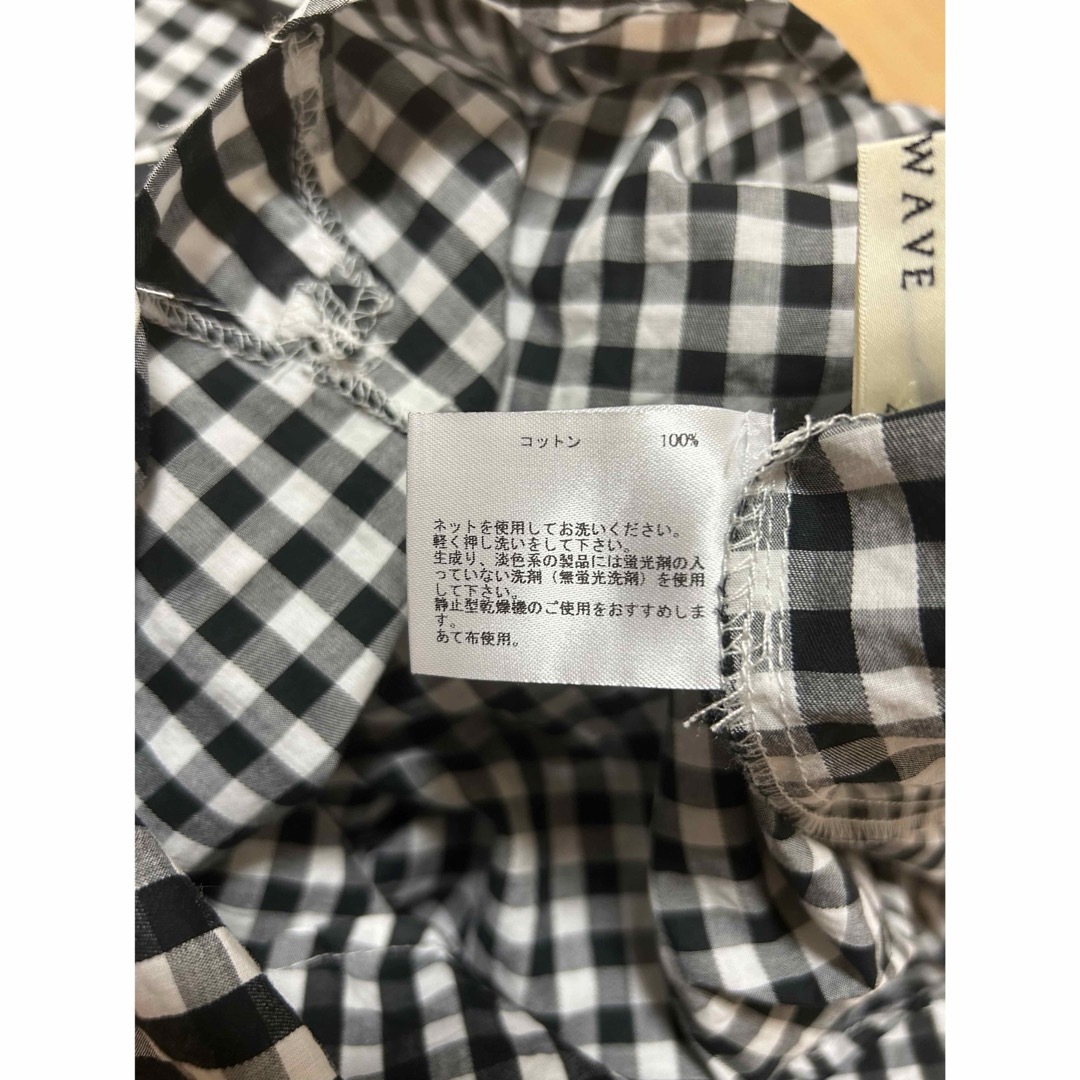 コットン 100%
ネットを使用してお洗いください。
軽く押し洗いをして下さい。
生成り、淡色系の製品には蛍光剤の入
っていない洗剤（無蛍光洗剤）を使用
して下さい。
静止型乾燥機のご使用をおすすめしま
す。
あて布使用。
WAVE